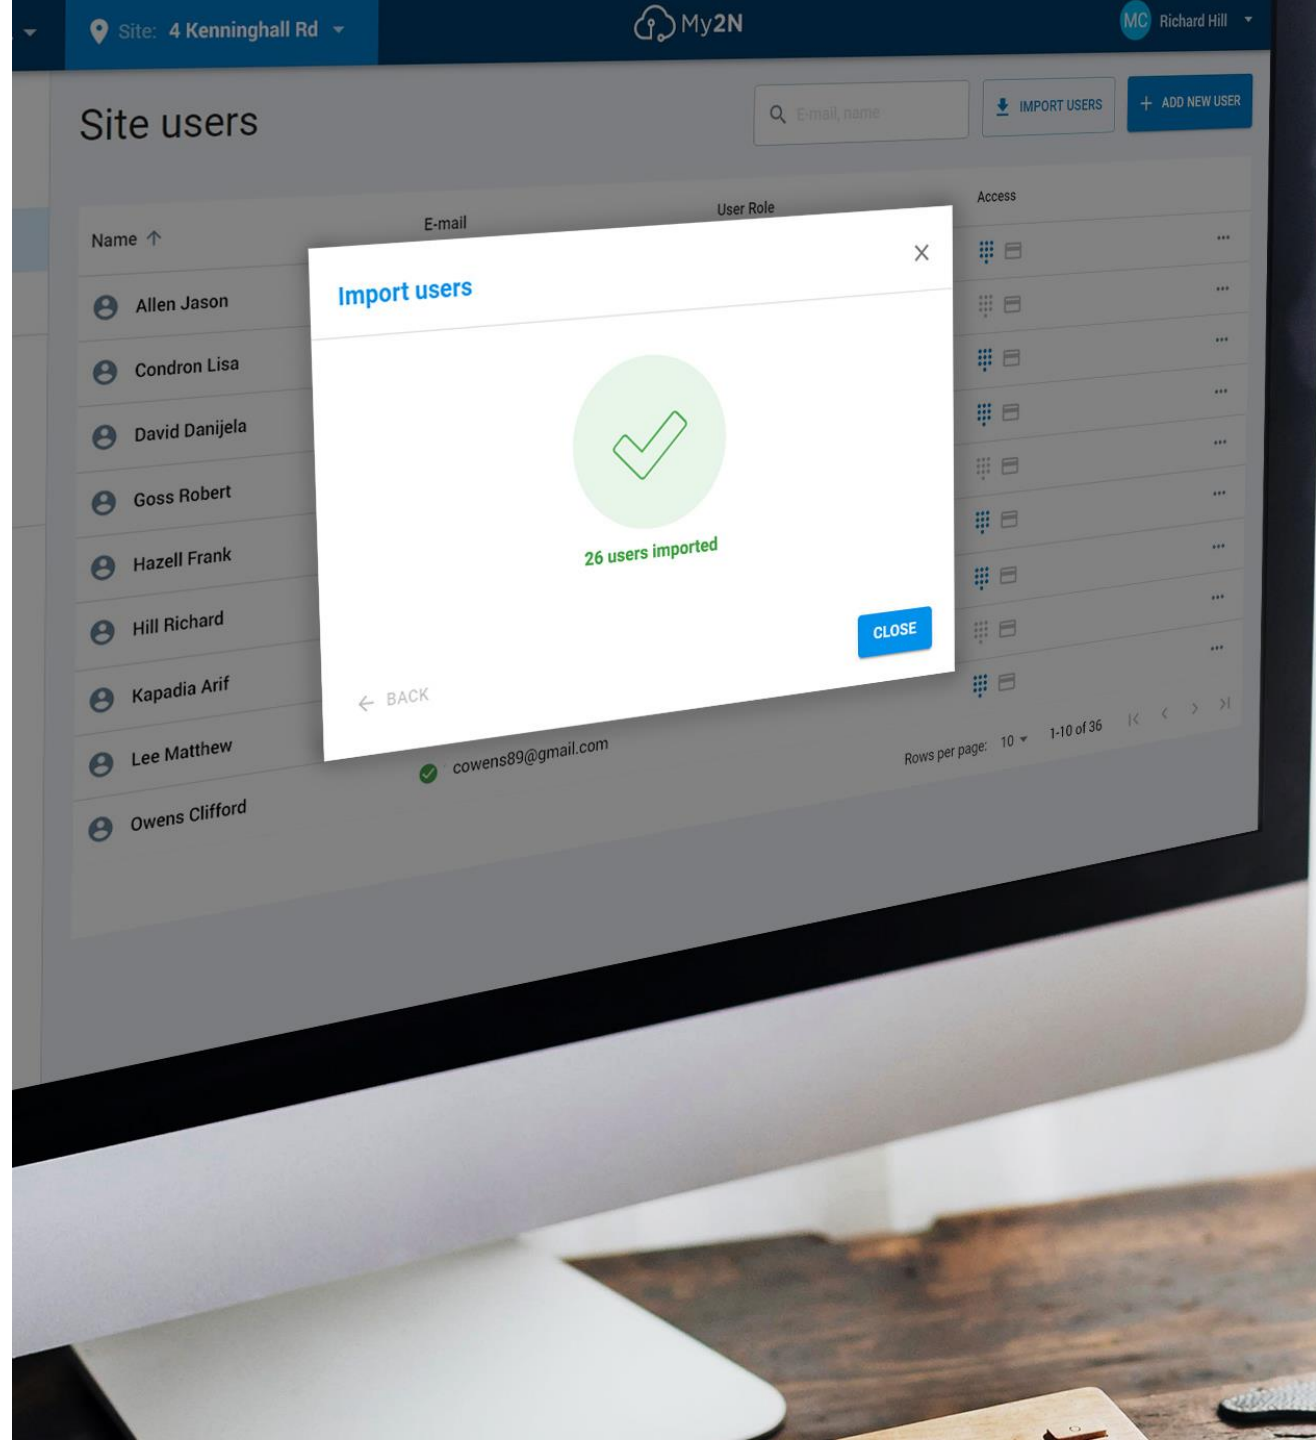 Site: 4 Kenninghall Rd
My2N
MC Richard Hill
Site users
E-mail, name
IMPORT USERS
+ ADD NEW USER
Name
E-mail
User Role
Access
Allen Jason
Condron Lisa
David Danijela
Goss Robert
Hazell Frank
Hill Richard
Kapadia Arif
Lee Matthew
Owens Clifford
cowens89@gmail.com
Import users
26 users imported
CLOSE
BACK
Rows per page: 10
1-10 of 36